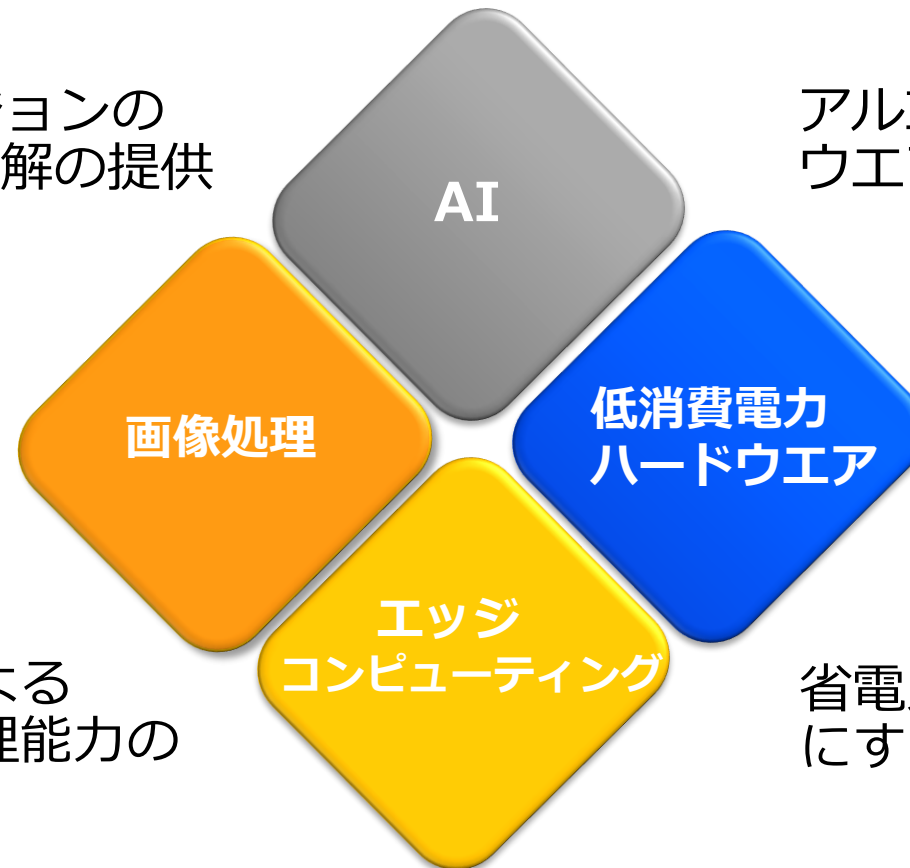 ョンの
解の提供
アル
ウエ
AI
画像処理
低消費電力
ハードウエア
エッジ
コンピューティング
よる
理能力の
省電
にす